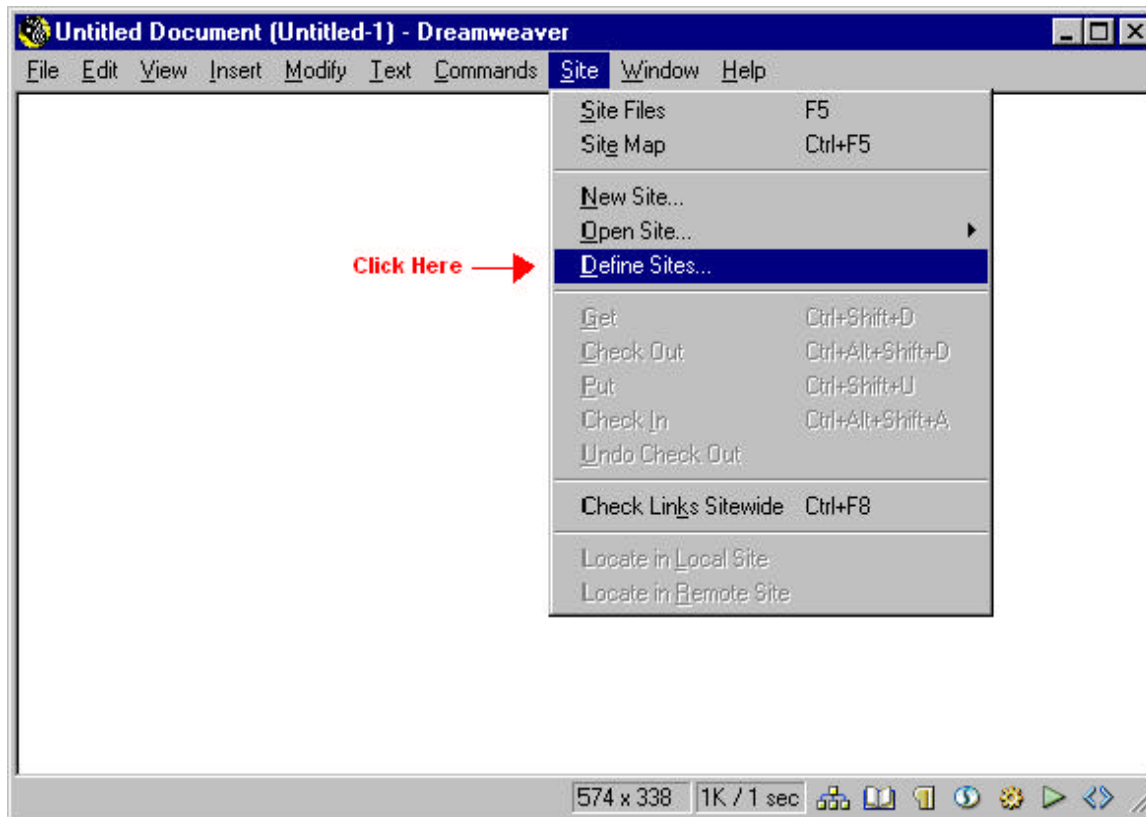 Untitled Document (Untitled-1) - Dreamweaver
File Edit View Insert Modify Text Commands Site Window Help
Site Files F5
Site Map Ctrl+F5
New Site...
Open Site...
Click Here Define Sites...
Get Ctrl+Shift+D
Check Out Ctrl+Alt+Shift+D
Put Ctrl+Shift+U
Check In Ctrl+Alt+Shift+A
Undo Check Out
Check Links Sitewide Ctrl+F8
Locate in Local Site
Locate in Remote Site
574 x 338 1K / 1 sec